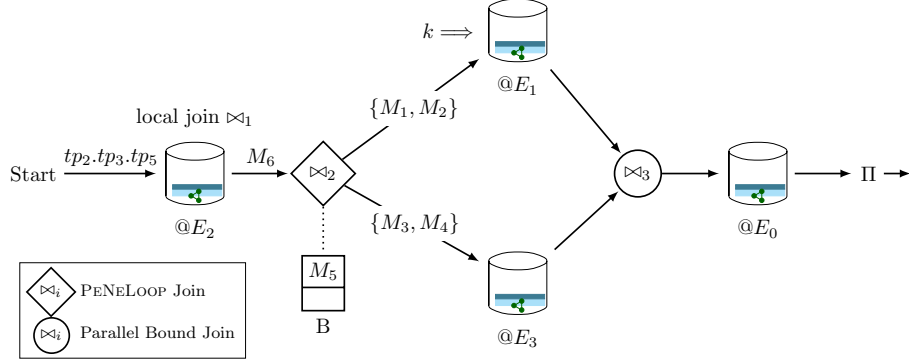 k ⟹
@E₁
local join ⋈₁
{M₁, M₂}
Start
tp₂.tp₃.tp₅
M₆
⋈₂
⋈₃
Π
@E₂
@E₀
{M₃, M₄}
M₅
B
@E₃
⋈ᵢ PeNeLoop Join
⋈ᵢ Parallel Bound Join